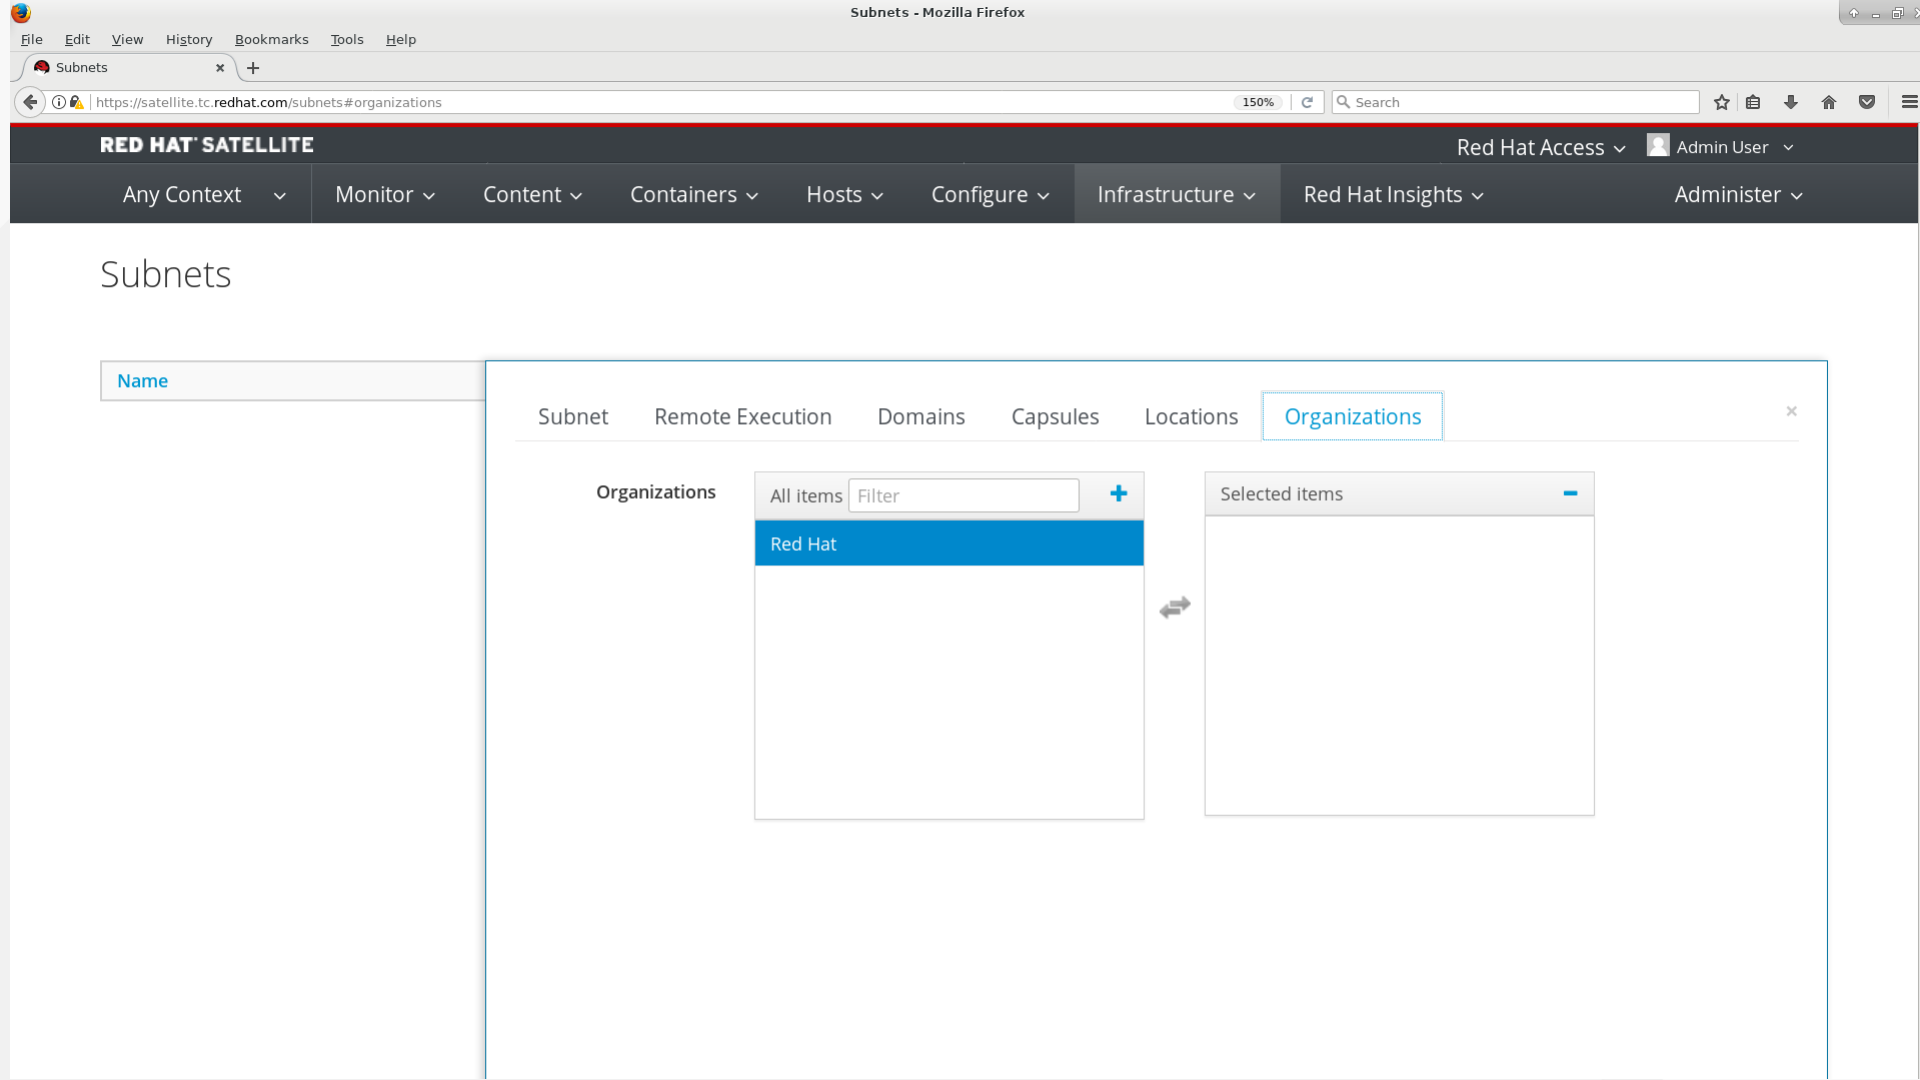 Subnets - Mozilla Firefox
File Edit View History Bookmarks Tools Help
Subnets
https://satellite.tc.redhat.com/subnets#organizations 150% Search
RED HAT SATELLITE Red Hat Access Admin User
Any Context Monitor Content Containers Hosts Configure Infrastructure Red Hat Insights Administer
Subnets
Name
Subnet Remote Execution Domains Capsules Locations Organizations
Organizations All items Filter Selected items
Red Hat